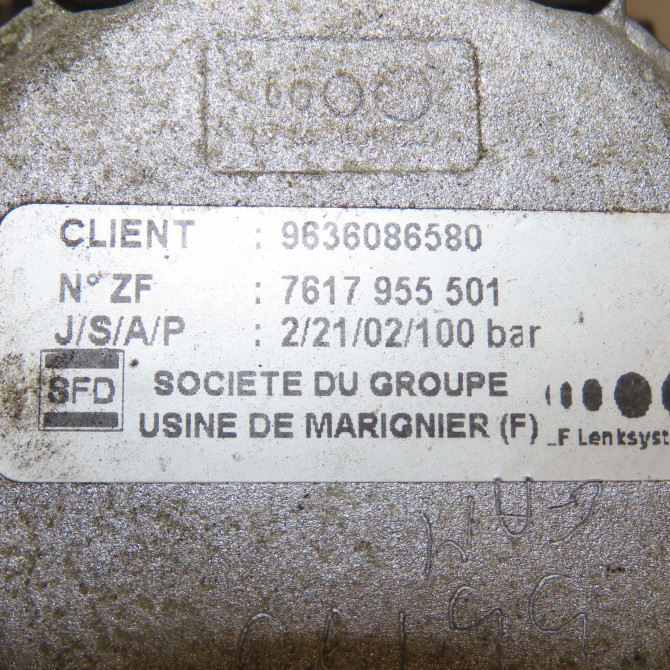 CLIENT : 9636086580
N° ZF : 7617 955 501
J/S/A/P : 2/21/02/100 bar
SFD SOCIETE DU GROUPE
USINE DE MARIGNIER (F) F Lenksyst